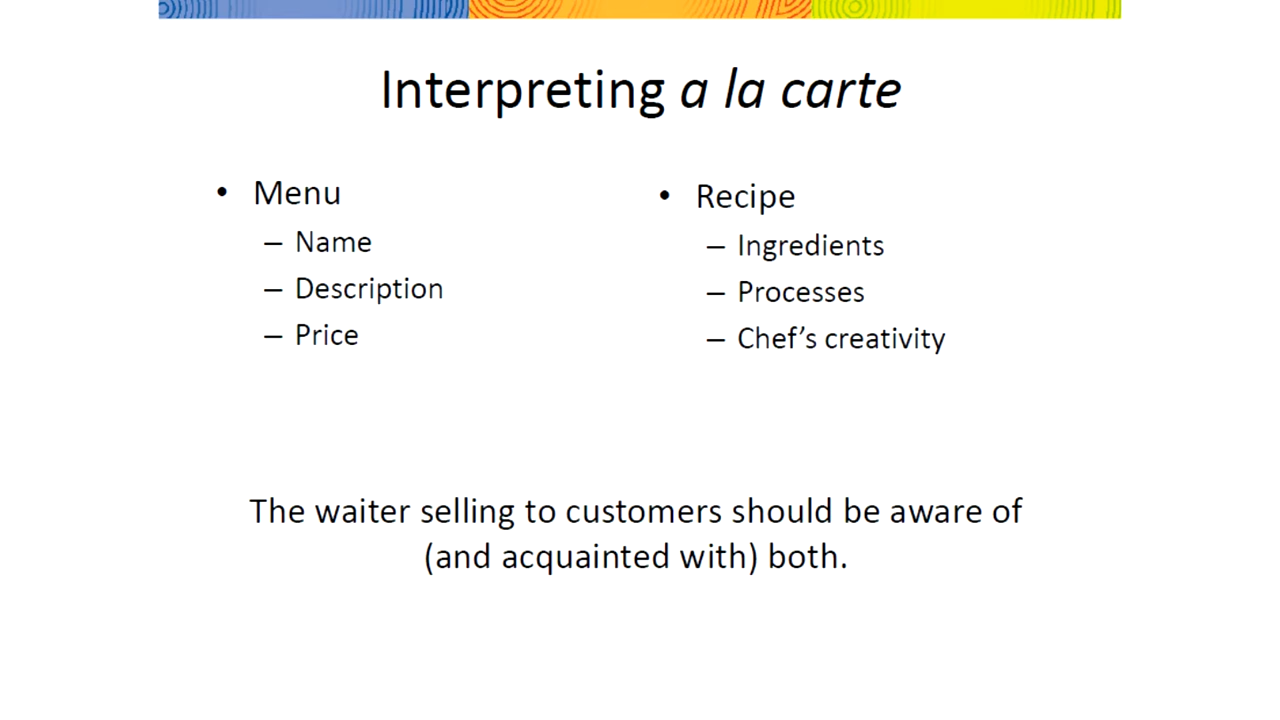 Interpreting a la carte
• Menu
– Name
– Description
– Price
• Recipe
– Ingredients
– Processes
– Chef’s creativity
The waiter selling to customers should be aware of
(and acquainted with) both.